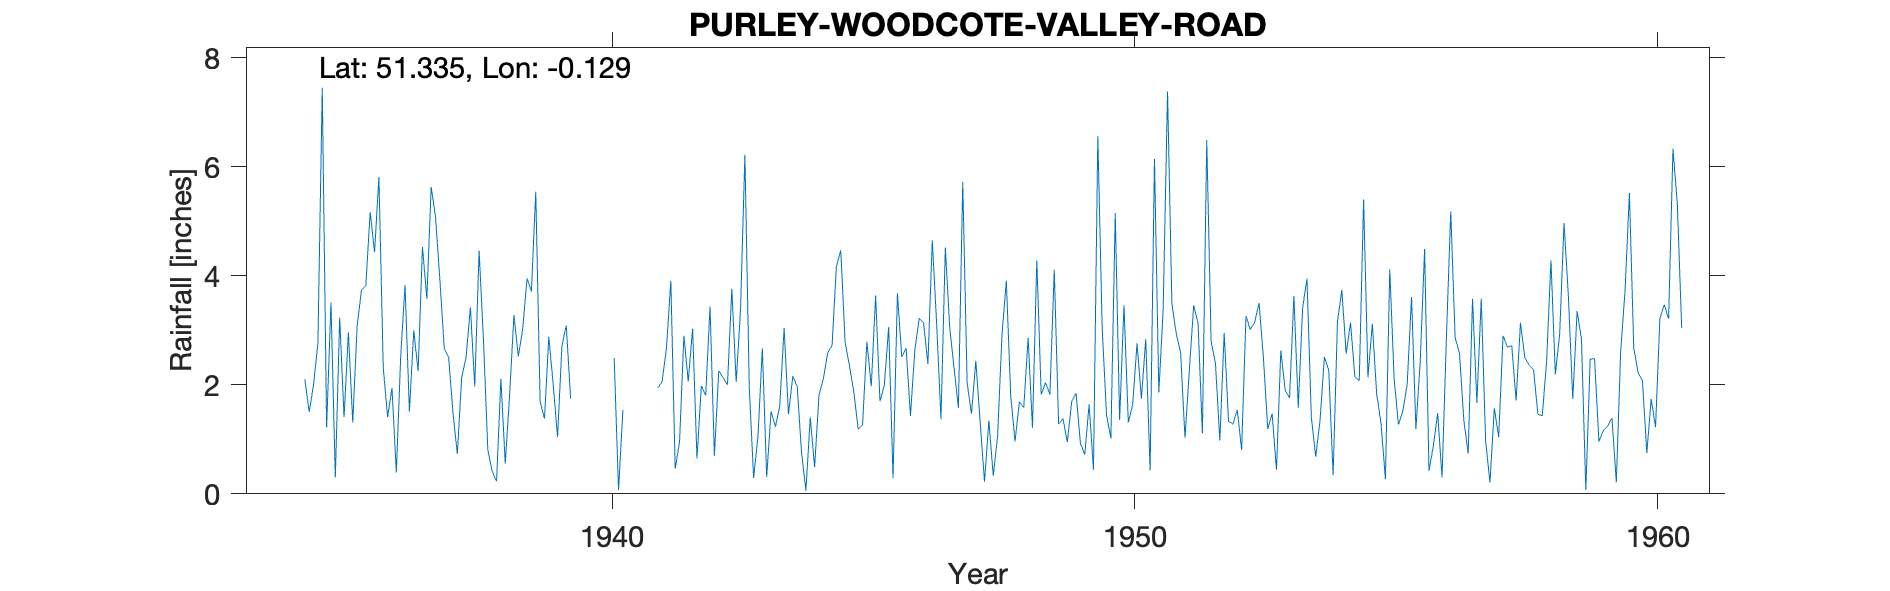 PURLEY-WOODCOTE-VALLEY-ROAD
Lat: 51.335, Lon: -0.129
8
6
4
2
0
Rainfall [inches]
1940 1950 1960
Year